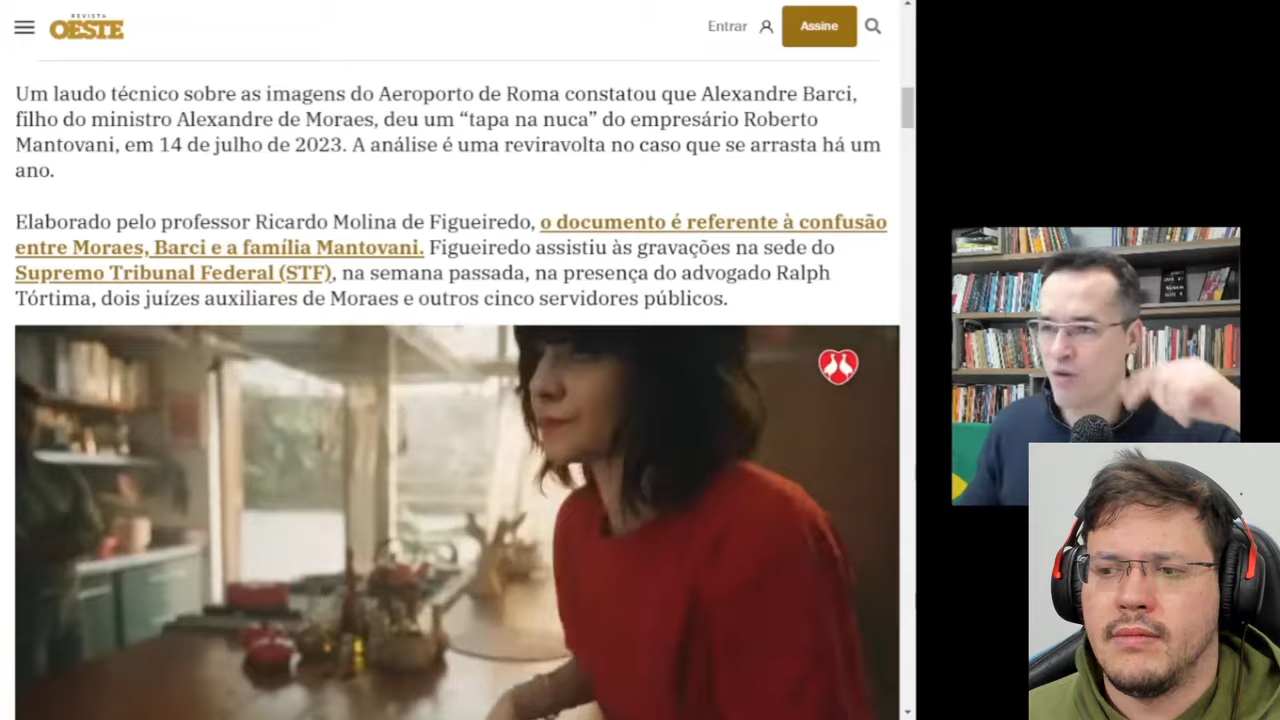 REVISTA
OESTE
Entrar
Assine
Um laudo técnico sobre as imagens do Aeroporto de Roma constatou que Alexandre Barci,
filho do ministro Alexandre de Moraes, deu um “tapa na nuca” do empresário Roberto
Mantovani, em 14 de julho de 2023. A análise é uma reviravolta no caso que se arrasta há um
ano.
Elaborado pelo professor Ricardo Molina de Figueiredo, o documento é referente à confusão
entre Moraes, Barci e a família Mantovani. Figueiredo assistiu às gravações na sede do
Supremo Tribunal Federal (STF), na semana passada, na presença do advogado Ralph
Tórtima, dois juízes auxiliares de Moraes e outros cinco servidores públicos.